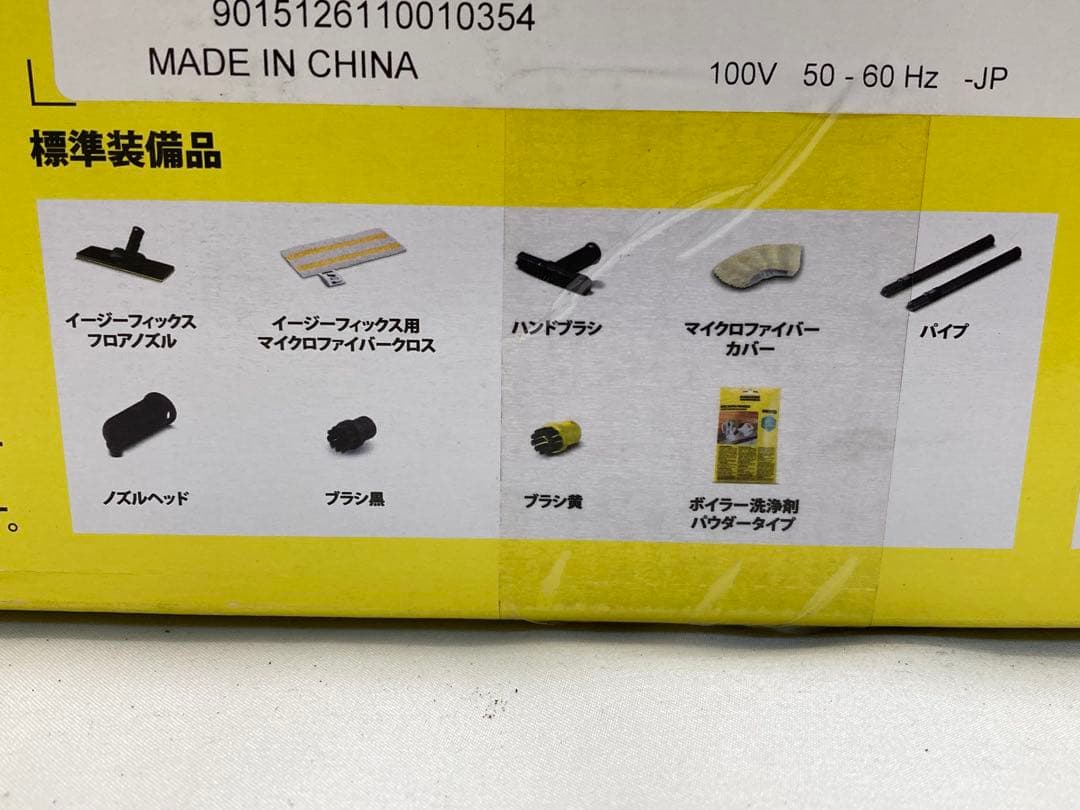 9015126110010354
MADE IN CHINA
100V 50 - 60 Hz -JP
標準装備品
イージーフィックス
フロアノズル
イージーフィックス用
マイクロファイバークロス
ハンドブラシ
マイクロファイバー
カバー
パイプ
ノズルヘッド
ブラシ黒
ブラシ黄
ボイラー洗浄剤
パウダータイプ
。